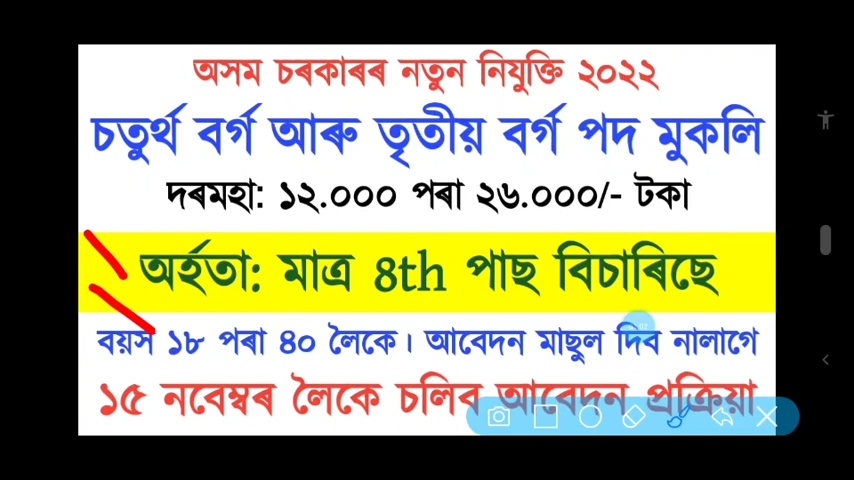 অসম চৰকাৰৰ নতুন নিযুক্তি ২০২২
চতুৰ্থ বৰ্গ আৰু তৃতীয় বৰ্গ পদ মুকলি
দৰমহা: ১২.০০০ পৰা ২৬.০০০/- টকা
অৰ্হতা: মাত্ৰ 8th পাছ বিচাৰিছে
বয়স ১৮ পৰা ৪০ লৈকে। আবেদন মাছুল দিব নালাগে
১৫ নবেম্বৰ লৈকে চলিব আবেদন প্ৰক্ৰিয়া